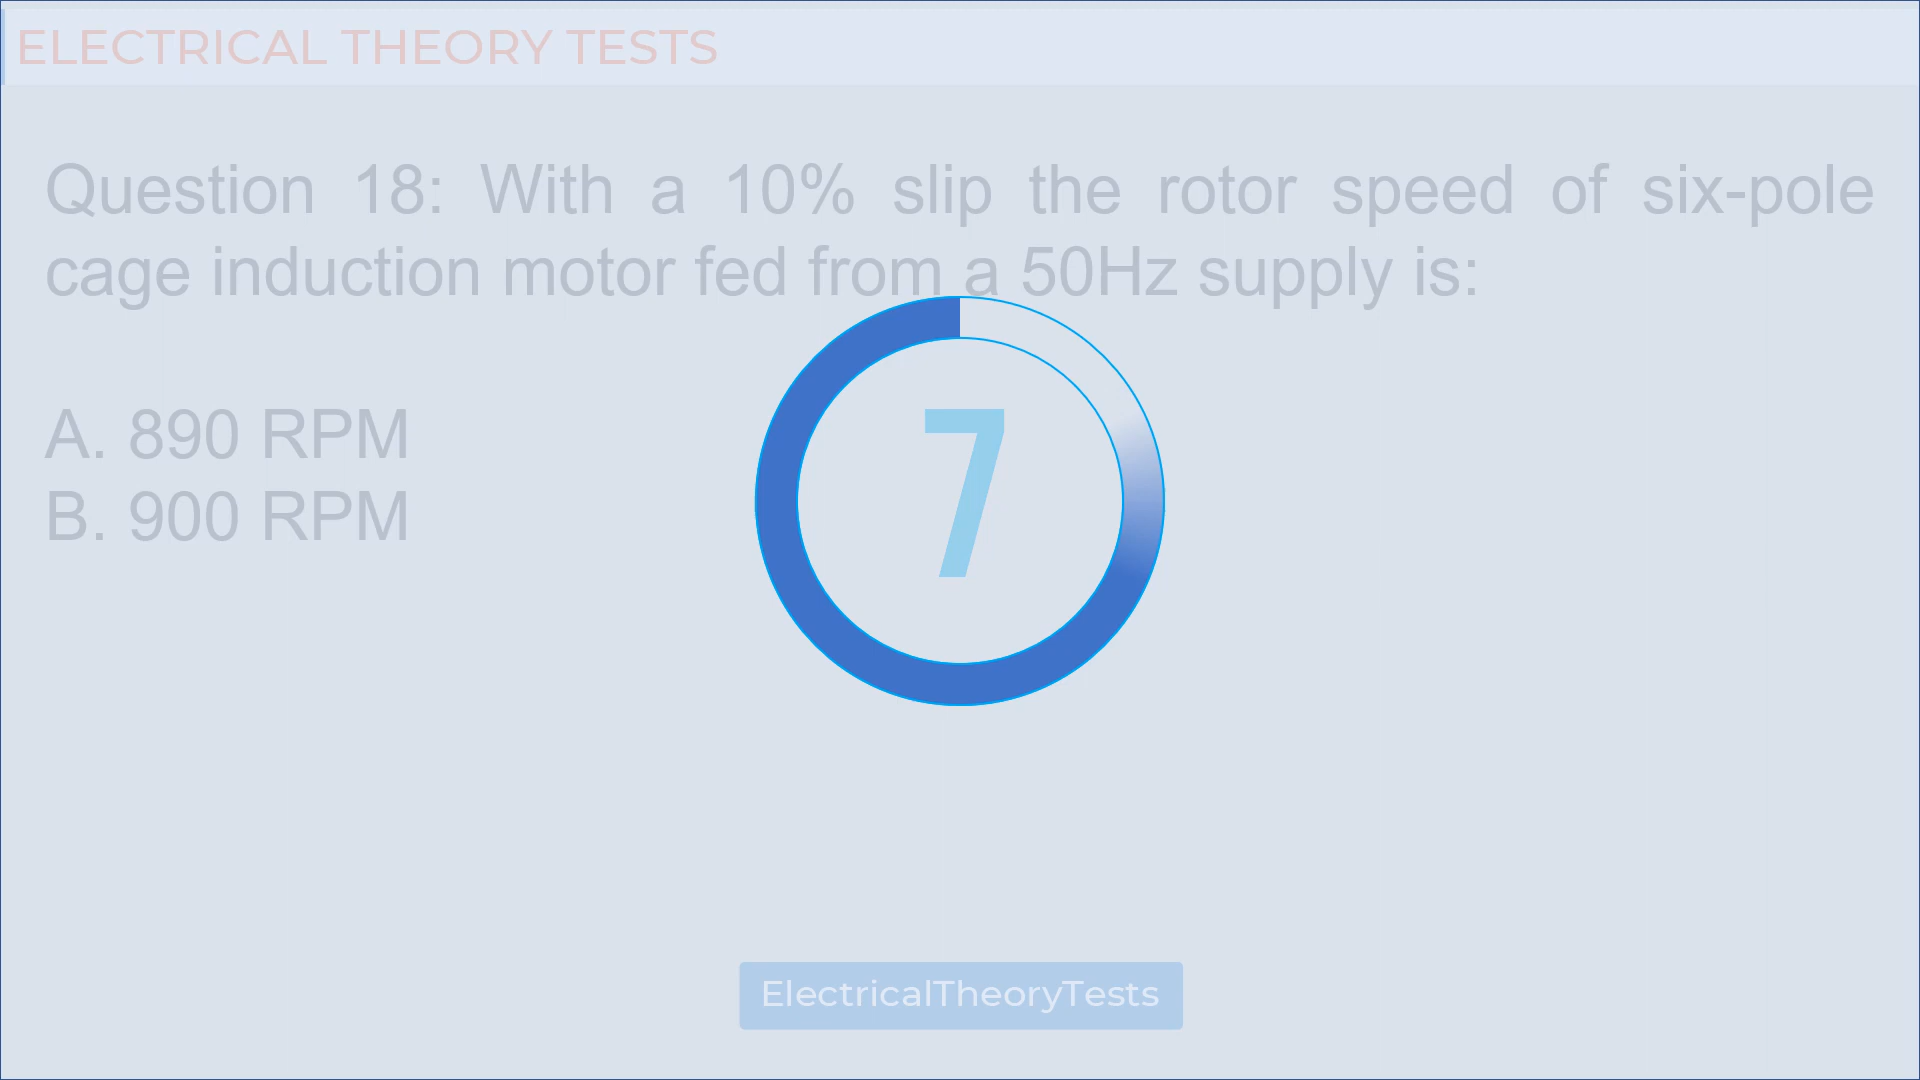 ELECTRICAL THEORY TESTS
Question 18: With a 10% slip the rotor speed of six-pole
cage induction motor fed from a 50Hz supply is:
A. 890 RPM
B. 900 RPM
7
ElectricalTheoryTests